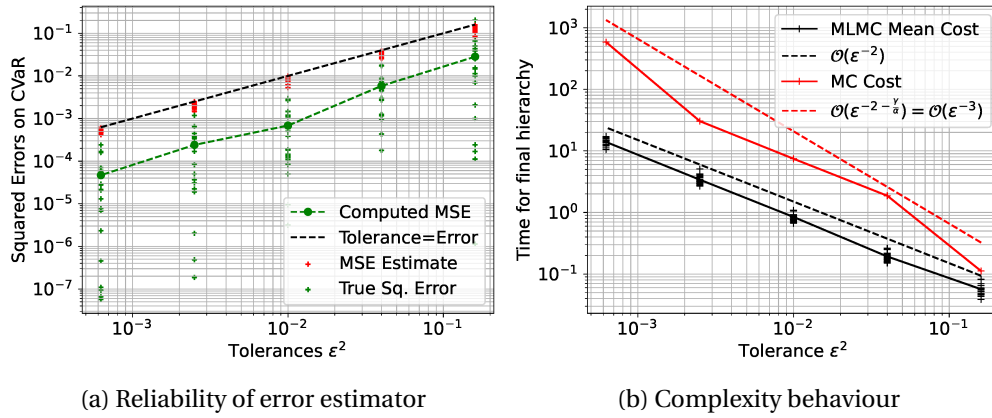 10⁻¹
10⁻²
10⁻³
10⁻⁴
10⁻⁵
10⁻⁶
10⁻⁷
Squared Errors on CVaR
Computed MSE
Tolerance=Error
MSE Estimate
True Sq. Error
10⁻³
10⁻²
10⁻¹
Tolerances ε²
(a) Reliability of error estimator
10³
10²
10¹
10⁰
10⁻¹
Time for final hierarchy
MLMC Mean Cost
𝒪(ε⁻²)
MC Cost
𝒪(ε^{−2−γ/α}) = 𝒪(ε⁻³)
10⁻³
10⁻²
10⁻¹
Tolerance ε²
(b) Complexity behaviour